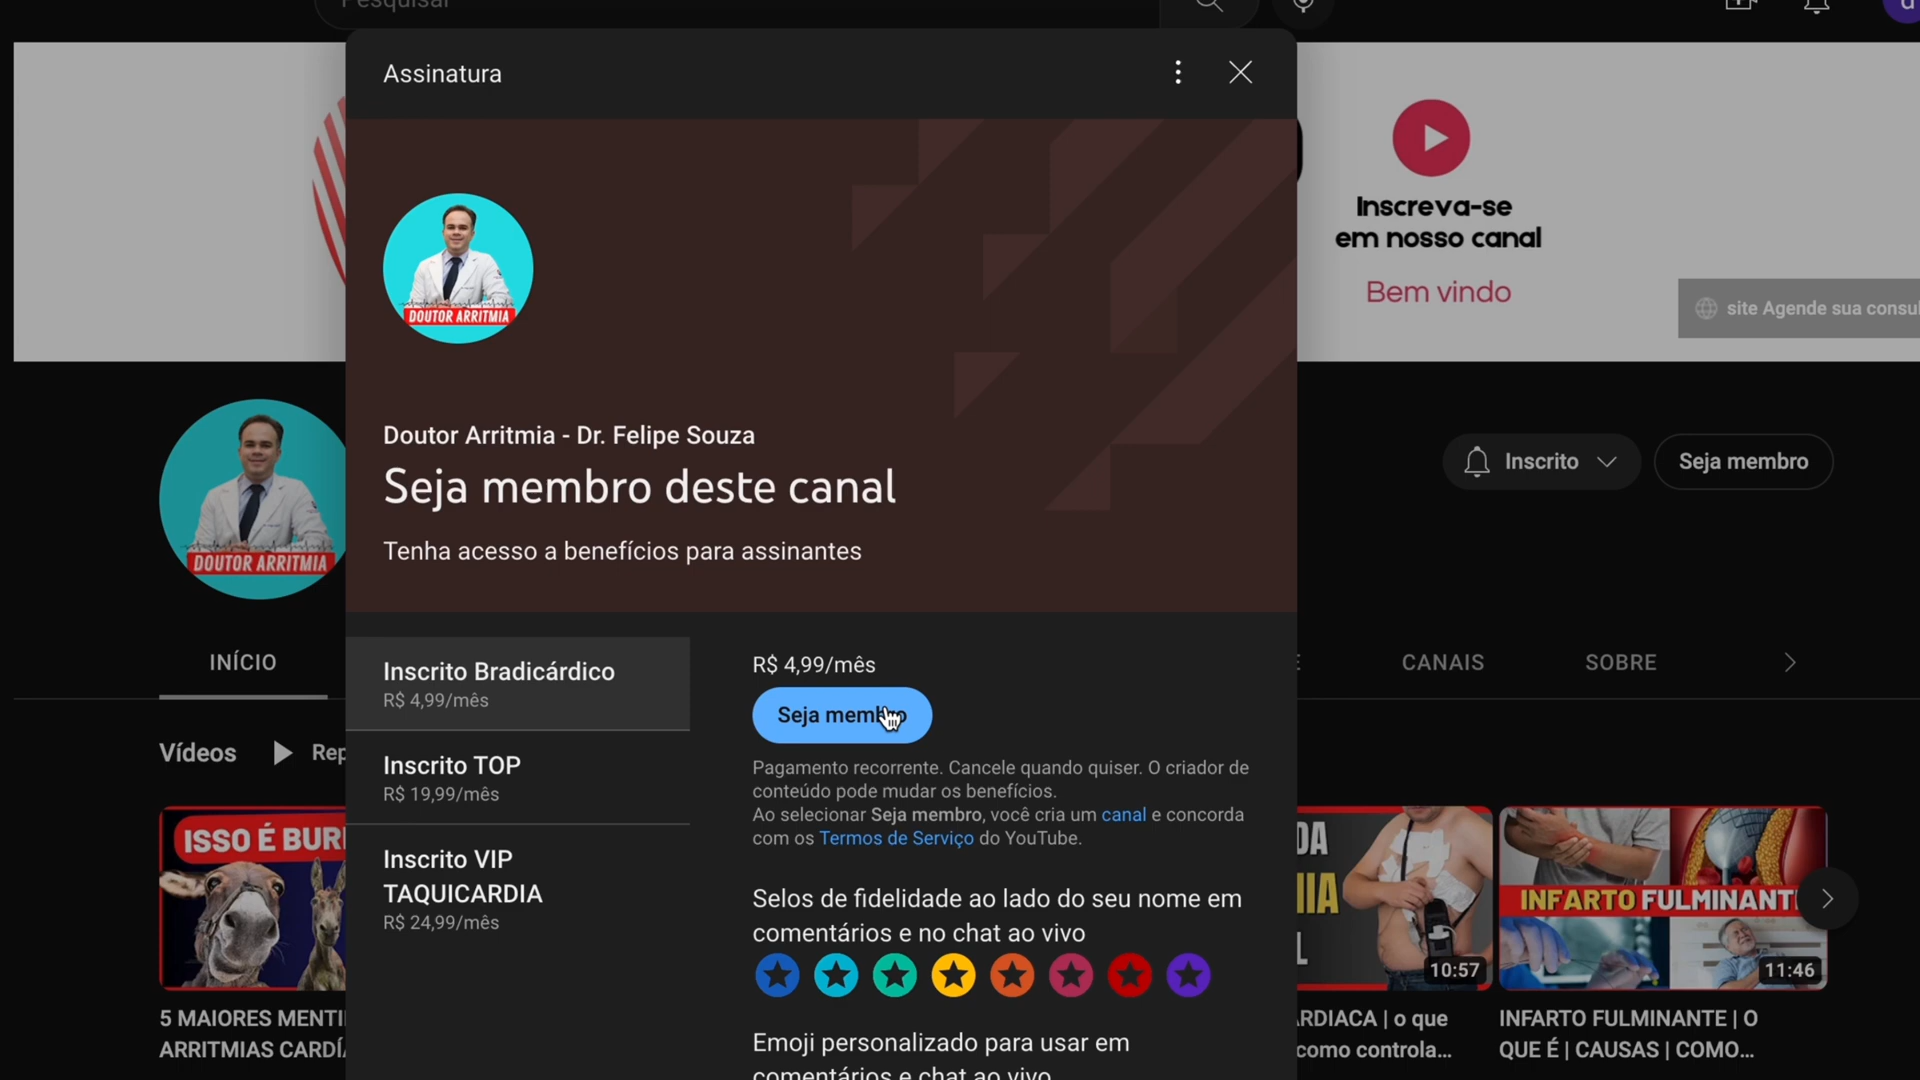 Pesquisar
Assinatura
Inscreva-se
em nosso canal
Bem vindo
site Agende sua
DOUTOR ARRITMIA
Doutor Arritmia - Dr. Felipe Souza
Seja membro deste canal
Tenha acesso a benefícios para assinantes
DOUTOR ARRITMIA
Inscrito
Seja membro
INÍCIO
CANAIS
SOBRE
Inscrito Bradicárdico
R$ 4,99/mês
Inscrito TOP
R$ 19,99/mês
Inscrito VIP
TAQUICARDIA
R$ 24,99/mês
R$ 4,99/mês
Seja membro
Pagamento recorrente. Cancele quando quiser. O criador de
conteúdo pode mudar os benefícios.
Ao selecionar Seja membro, você cria um canal e concorda
com os Termos de Serviço do YouTube.
Selos de fidelidade ao lado do seu nome em
comentários e no chat ao vivo
Emoji personalizado para usar em
comentários e chat ao vivo
Vídeos
ISSO É
5 MAIORES
ARRITMIAS
10:57
| o que
como controla...
INFARTO FULMINANT
11:46
INFARTO FULMINANTE | O
QUE É | CAUSAS | COMO...